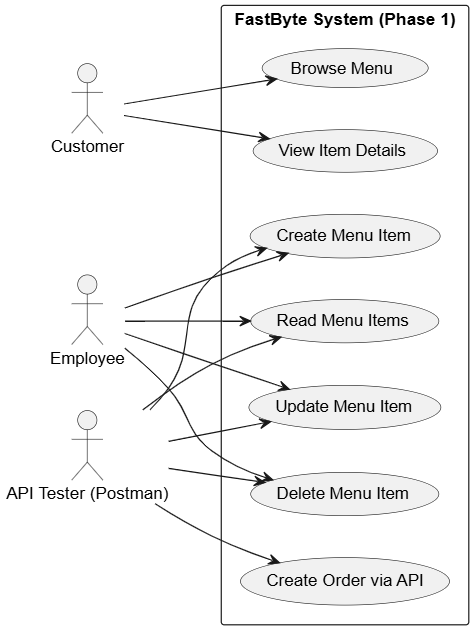 FastByte System (Phase 1)
Browse Menu
Customer
View Item Details
Create Menu Item
Read Menu Items
Employee
Update Menu Item
API Tester (Postman)
Delete Menu Item
Create Order via API